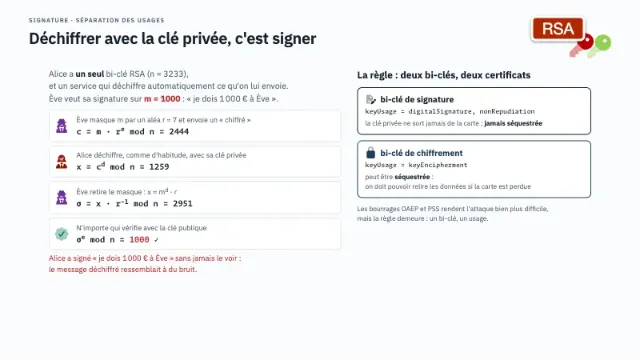 SIGNATURE · SÉPARATION DES USAGES
Déchiffrer avec la clé privée, c'est signer
RSA
Alice a un seul bi-clé RSA (n = 3233),
et un service qui déchiffre automatiquement ce qu'on lui envoie.
Ève veut sa signature sur m = 1000 : « je dois 1 000 € à Ève ».
Ève masque m par un aléa r = 7 et envoie un « chiffré »
c = m · rᵉ mod n = 2444
Alice déchiffre, comme d'habitude, avec sa clé privée
x = cᵈ mod n = 1259
Ève retire le masque : x = mᵈ · r
σ = x · r⁻¹ mod n = 2951
N'importe qui vérifie avec la clé publique
σᵉ mod n = 1000 ✓
Alice a signé « je dois 1 000 € à Ève » sans jamais le voir :
le message déchiffré ressemblait à du bruit.
La règle : deux bi-clés, deux certificats
bi-clé de signature
keyUsage = digitalSignature, nonRepudiation
la clé privée ne sort jamais de la carte : jamais séquestrée
bi-clé de chiffrement
keyUsage = keyEncipherment
peut être séquestrée :
on doit pouvoir relire les données si la carte est perdue
Les bourrages OAEP et PSS rendent l'attaque bien plus difficile,
mais la règle demeure : un bi-clé, un usage.